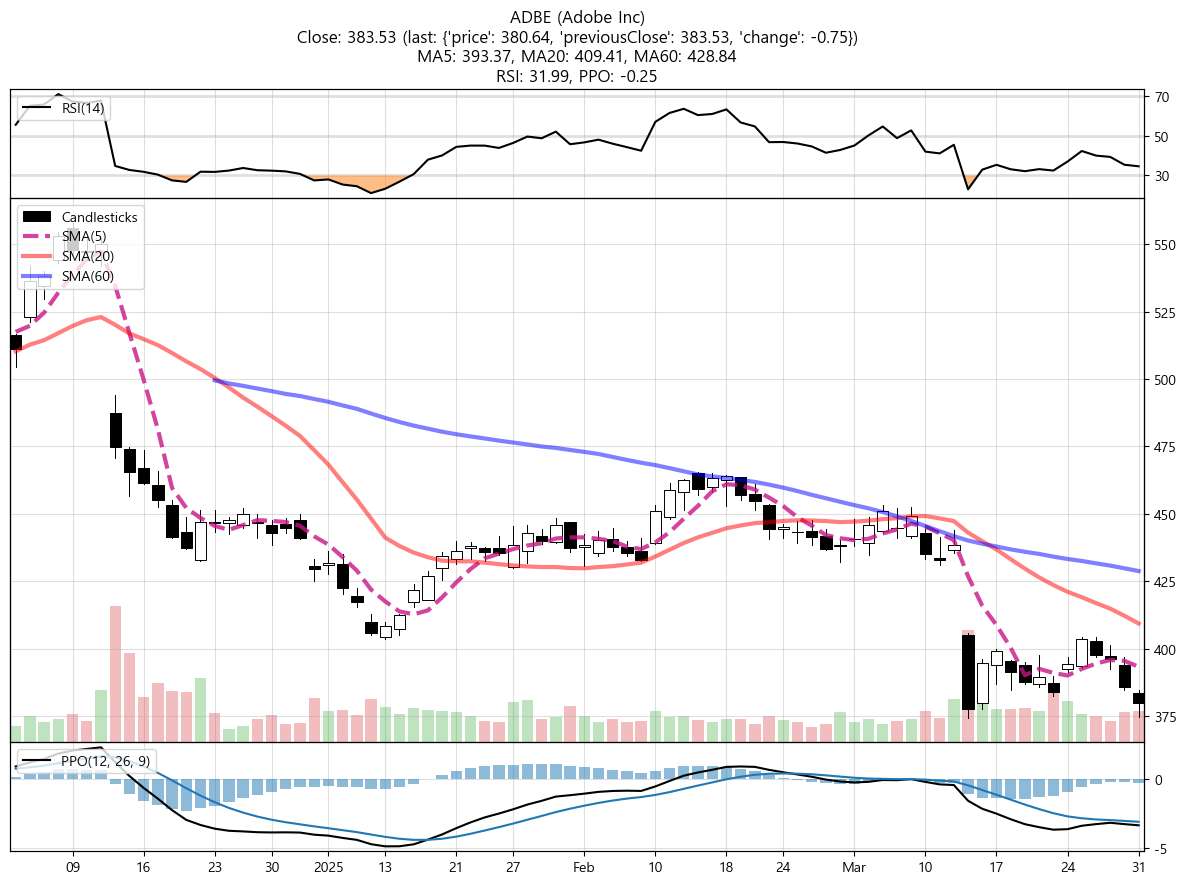 ADBE (Adobe Inc)
Close: 383.53 (last: {'price': 380.64, 'previousClose': 383.53, 'change': -0.75})
MA5: 393.37, MA20: 409.41, MA60: 428.84
RSI: 31.99, PPO: -0.25
RSI(14)
70
50
30
Candlesticks
SMA(5)
SMA(20)
SMA(60)
550
525
500
475
450
425
400
375
PPO(12, 26, 9)
0
-5
09 16 23 30 2025 13 21 27 Feb 10 18 24 Mar 10 17 24 31